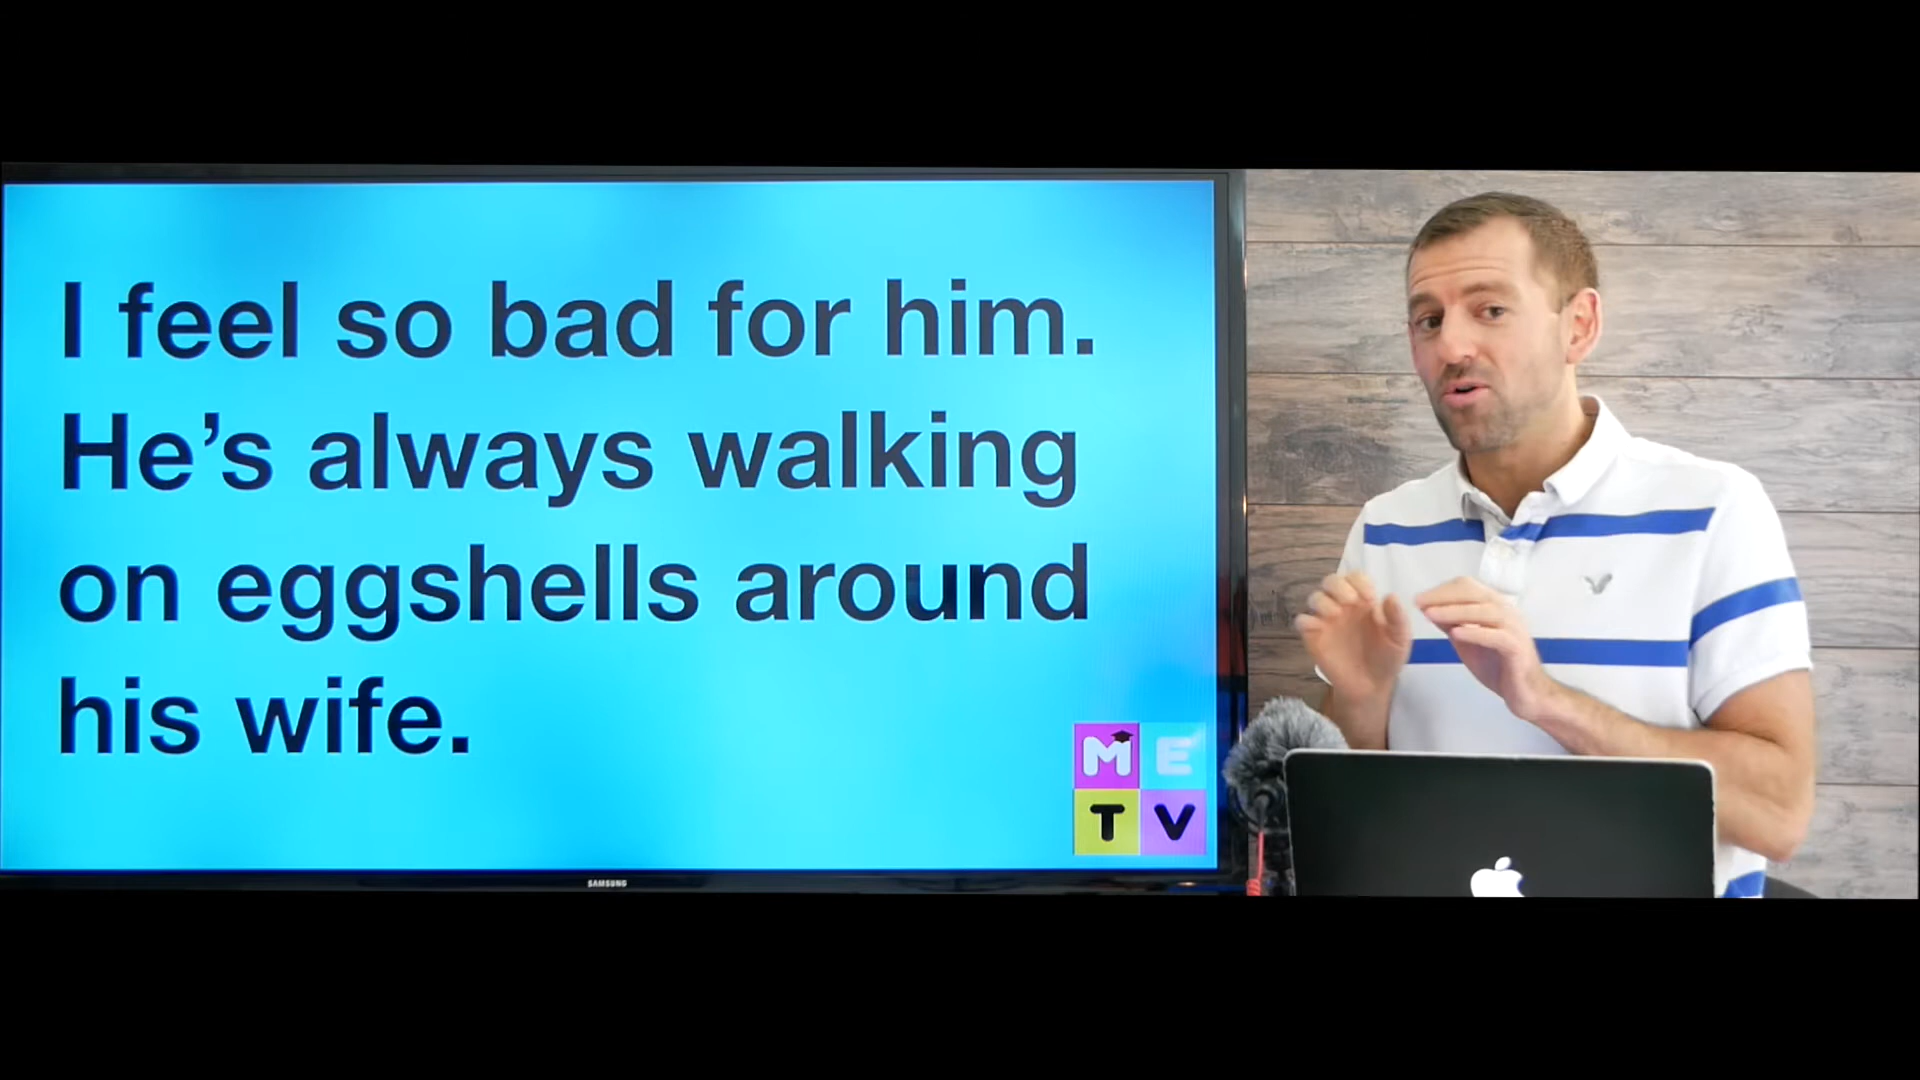 I feel so bad for him.
He's always walking
on eggshells around
his wife.
M E
T V
SAMSUNG